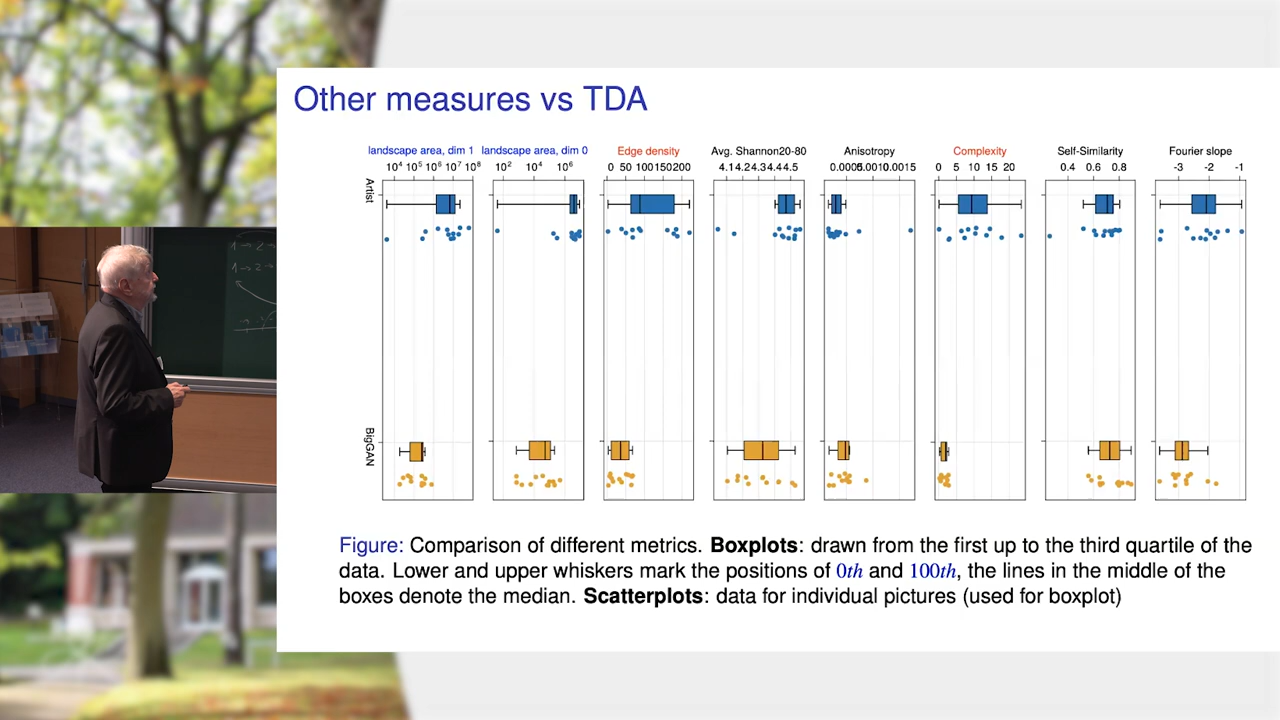 Other measures vs TDA
landscape area, dim 1
landscape area, dim 0
Edge density
Avg. Shannon20-80
Anisotropy
Complexity
Self-Similarity
Fourier slope
10⁴ 10⁵ 10⁶ 10⁷ 10⁸
10² 10⁴ 10⁶
0 50 100150200
4.14.24.34.44.5
0.0005 0.0010.0015
0 5 10 15 20
0.4 0.6 0.8
-3 -2 -1
Artist
BigGAN
Figure: Comparison of different metrics. Boxplots: drawn from the first up to the third quartile of the
data. Lower and upper whiskers mark the positions of 0th and 100th, the lines in the middle of the
boxes denote the median. Scatterplots: data for individual pictures (used for boxplot)